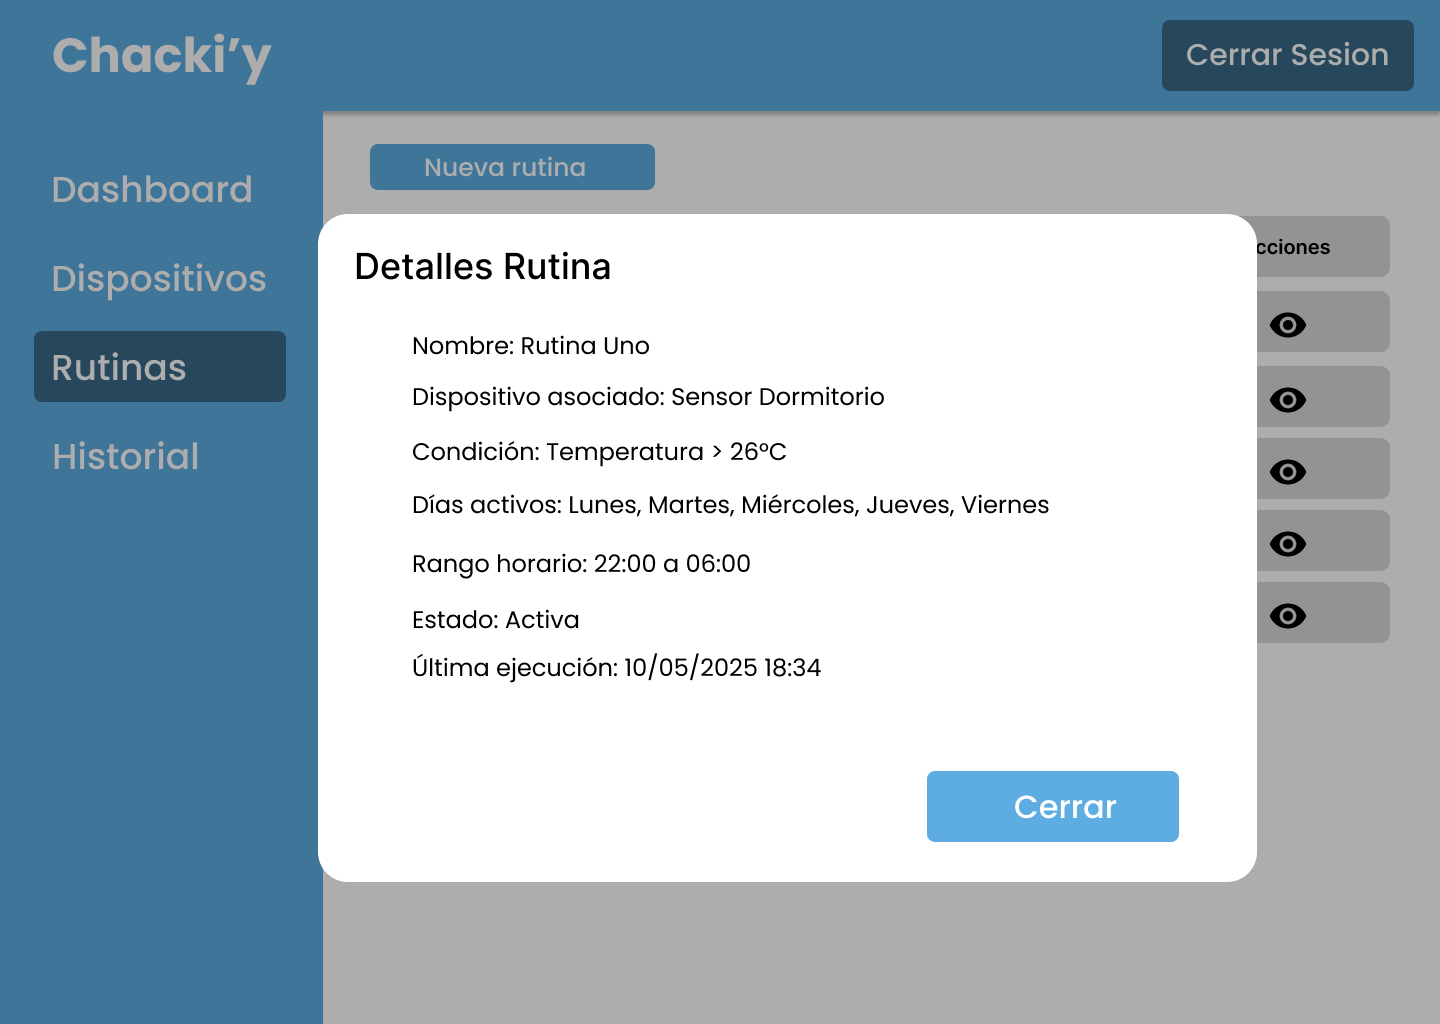 Chacki’y
Cerrar Sesion
Dashboard
Dispositivos
Rutinas
Historial
Nueva rutina
cciones
Detalles Rutina
Nombre: Rutina Uno
Dispositivo asociado: Sensor Dormitorio
Condición: Temperatura > 26°C
Días activos: Lunes, Martes, Miércoles, Jueves, Viernes
Rango horario: 22:00 a 06:00
Estado: Activa
Última ejecución: 10/05/2025 18:34
Cerrar